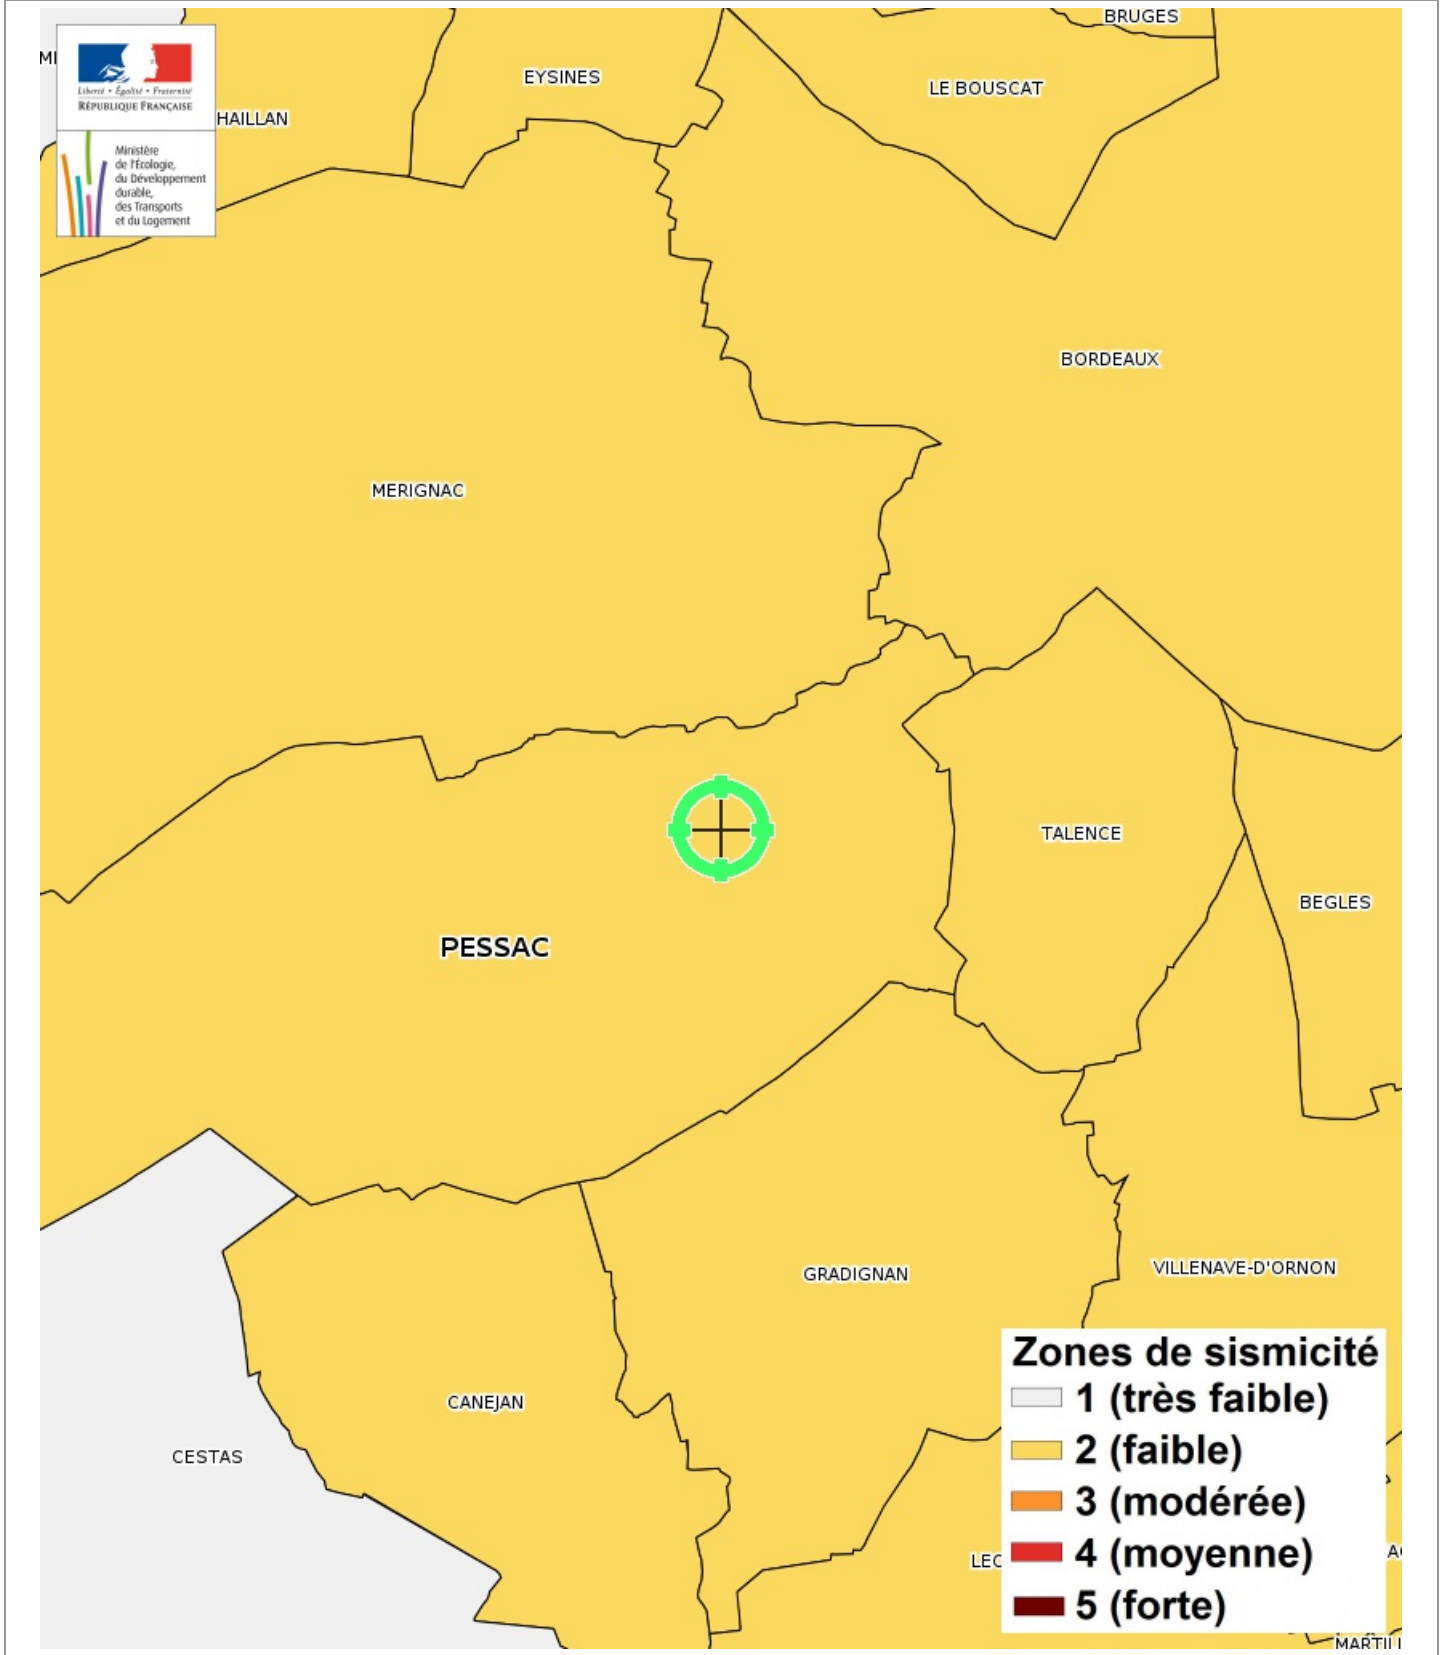 BRUGES
EYSINES
LE BOUSCAT
Liberté • Égalité • Fraternité
RÉPUBLIQUE FRANÇAISE
HAILLAN
Ministère
de l'Écologie,
du Développement
durable,
des Transports
et du Logement
BORDEAUX
MERIGNAC
TALENCE
BEGLES
PESSAC
VILLENAVE-D'ORNON
GRADIGNAN
CANEJAN
CESTAS
Zones de sismicité
1 (très faible)
2 (faible)
3 (modérée)
4 (moyenne)
5 (forte)
LEO
MARTILL